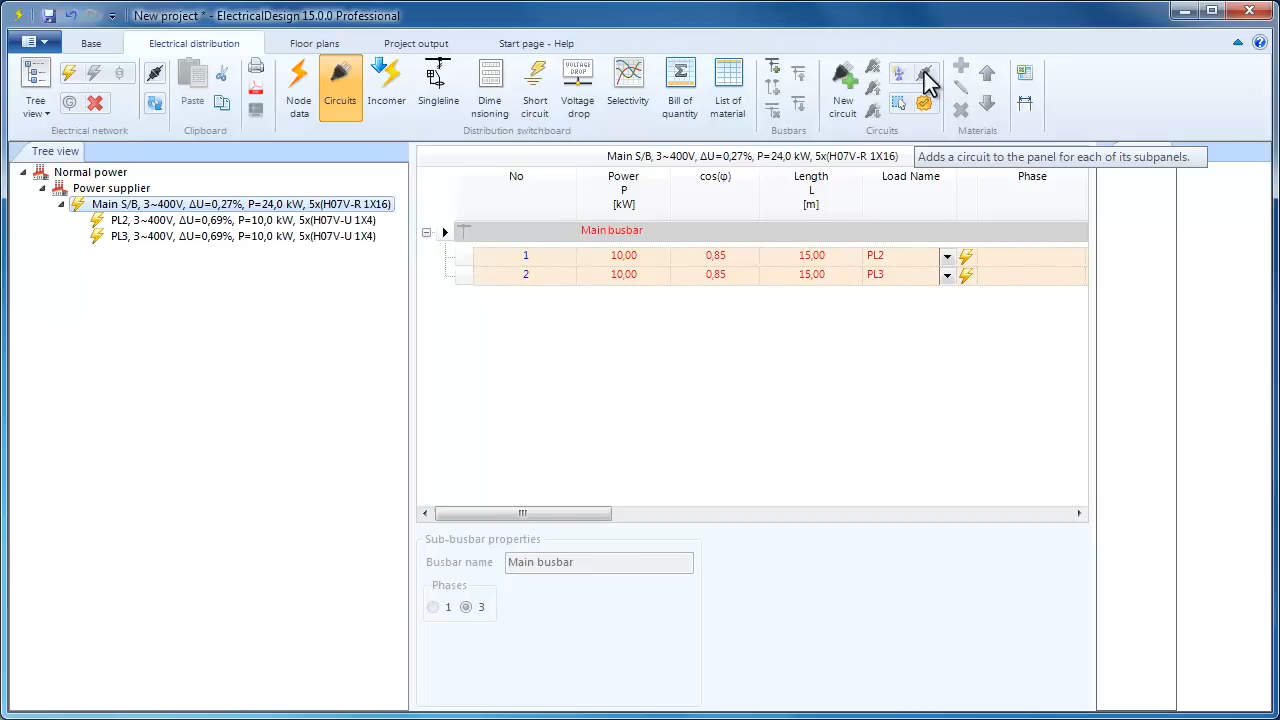 New project * - ElectricalDesign 15.0.0 Professional
Base
Electrical distribution
Floor plans
Project output
Start page - Help
Tree
view
Electrical network
Paste
Clipboard
Node
data
Circuits
Incomer
Singleline
Dime
nsioning
Short
circuit
VOLTAGE
DROP
Voltage
drop
Selectivity
Bill of
quantity
List of
material
Distribution switchboard
Busbars
New
circuit
Circuits
Materials
Adds a circuit to the panel for each of its subpanels.
Tree view
Normal power
Power supplier
Main S/B, 3~400V, ΔU=0,27%, P=24,0 kW, 5x(H07V-R 1X16)
PL2, 3~400V, ΔU=0,69%, P=10,0 kW, 5x(H07V-U 1X4)
PL3, 3~400V, ΔU=0,69%, P=10,0 kW, 5x(H07V-U 1X4)
Main S/B, 3~400V, ΔU=0,27%, P=24,0 kW, 5x(H07V-R 1X16)
No
Power
P
[kW]
cos(φ)
Length
L
[m]
Load Name
Phase
Main busbar
1 10,00 0,85 15,00 PL2
2 10,00 0,85 15,00 PL3
Sub-busbar properties
Busbar name Main busbar
Phases
1 3